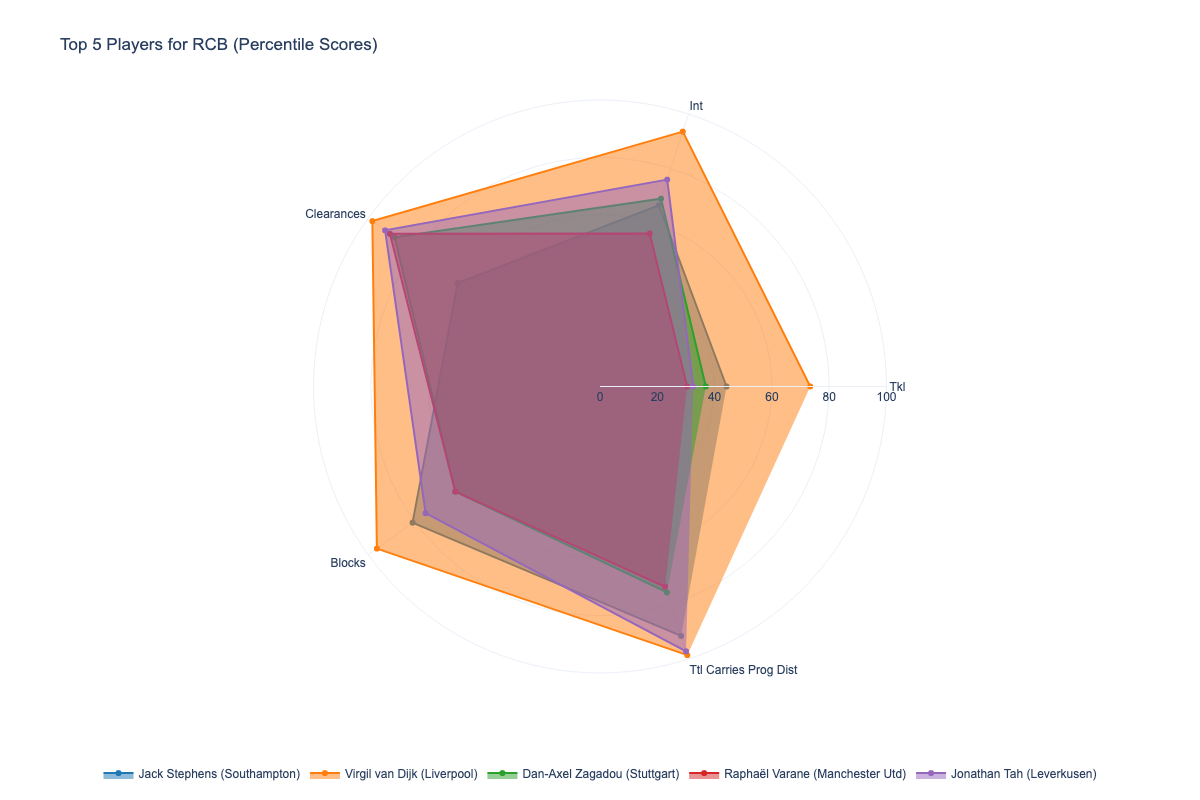 Top 5 Players for RCB (Percentile Scores)
Int
Clearances
Tkl
0 20 40 60 80 100
Blocks
Ttl Carries Prog Dist
Jack Stephens (Southampton) Virgil van Dijk (Liverpool) Dan-Axel Zagadou (Stuttgart) Raphaël Varane (Manchester Utd) Jonathan Tah (Leverkusen)